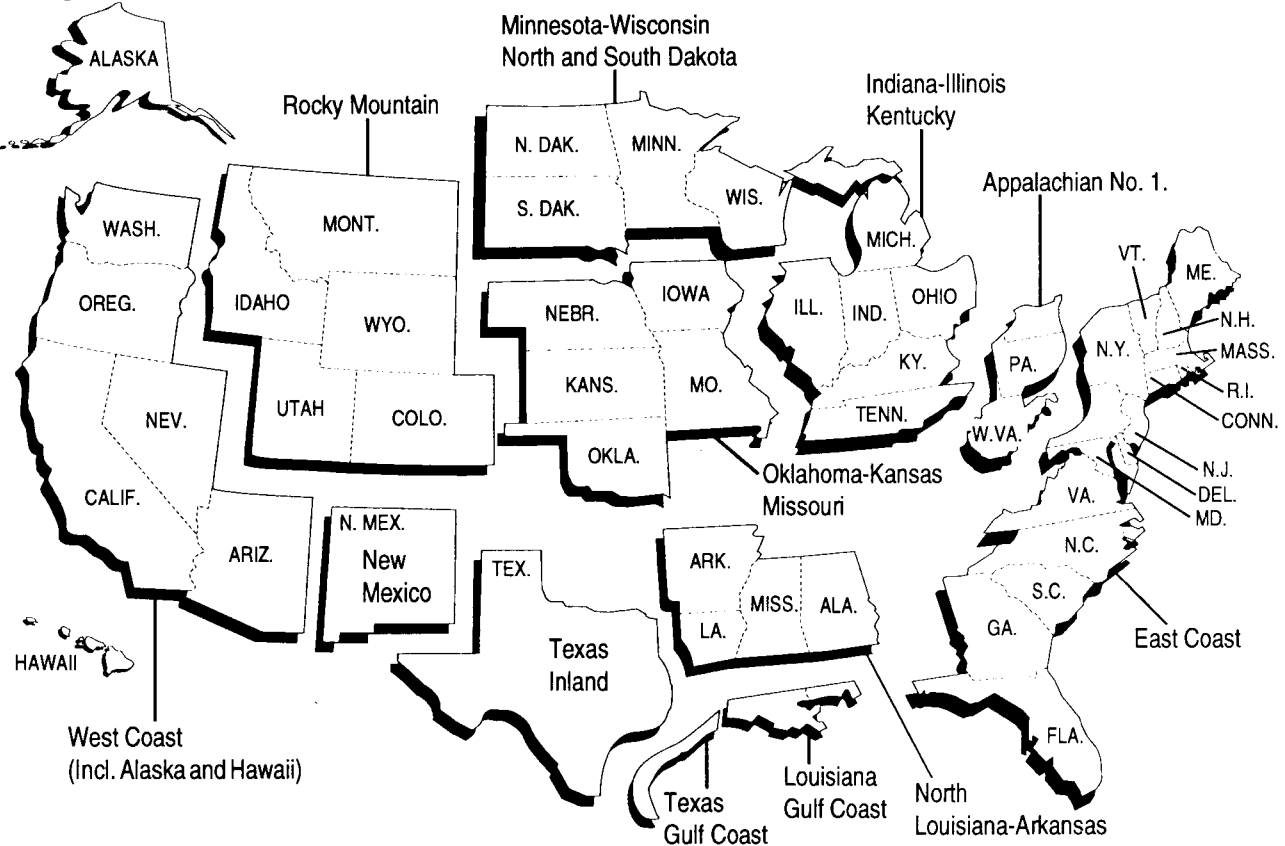 ALASKA
Minnesota-Wisconsin
North and South Dakota
Indiana-Illinois
Kentucky
Rocky Mountain
Appalachian No. 1.
N. DAK.
MINN.
S. DAK.
WIS.
WASH.
MONT.
MICH.
VT.
ME.
OREG.
IDAHO
WYO.
NEBR.
IOWA
ILL.
IND.
OHIO
N.H.
N.Y.
MASS.
PA.
KY.
KANS.
MO.
R.I.
CONN.
NEV.
UTAH
COLO.
TENN.
W.VA.
OKLA.
Oklahoma-Kansas
Missouri
N.J.
DEL.
MD.
CALIF.
VA.
N. MEX.
New
Mexico
ARIZ.
TEX.
ARK.
N.C.
MISS.
ALA.
S.C.
LA.
GA.
East Coast
HAWAII
Texas
Inland
West Coast
(Incl. Alaska and Hawaii)
FLA.
Texas
Gulf Coast
Louisiana
Gulf Coast
North
Louisiana-Arkansas